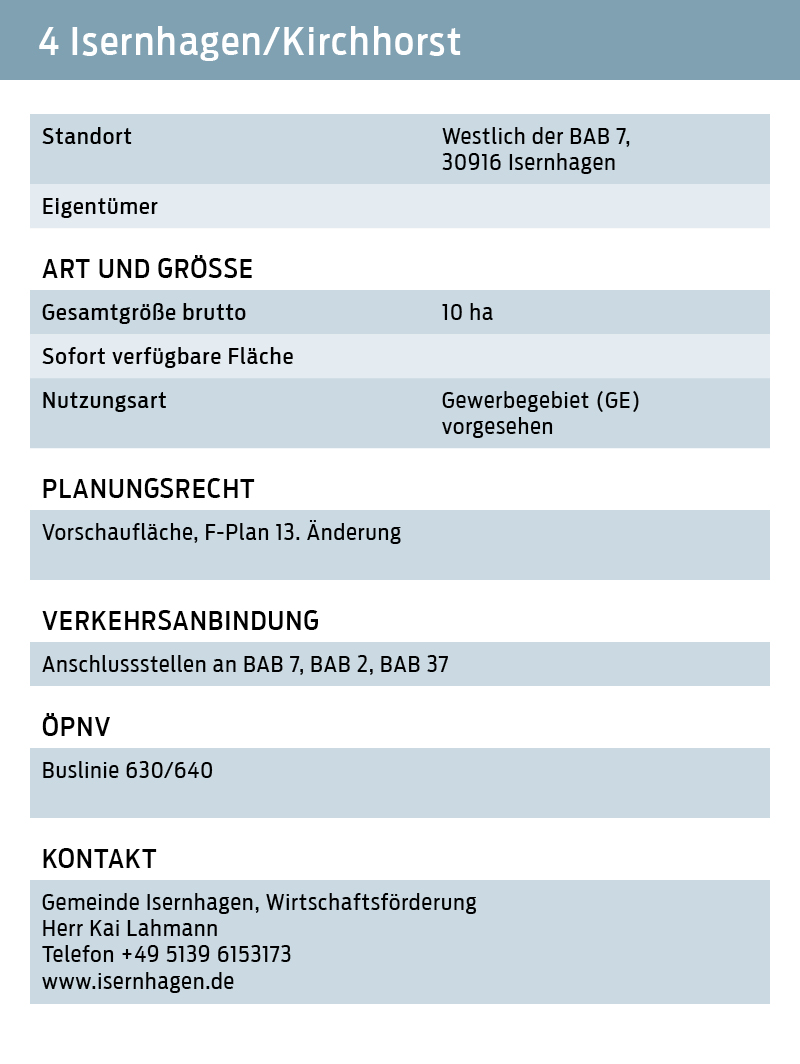 4 Isernhagen/Kirchhorst
Standort
Westlich der BAB 7,
30916 Isernhagen
Eigentümer
ART UND GRÖSSE
Gesamtgröße brutto
10 ha
Sofort verfügbare Fläche
Nutzungsart
Gewerbegebiet (GE)
vorgesehen
PLANUNGSRECHT
Vorschaufläche, F-Plan 13. Änderung
VERKEHRSANBINDUNG
Anschlussstellen an BAB 7, BAB 2, BAB 37
ÖPNV
Buslinie 630/640
KONTAKT
Gemeinde Isernhagen, Wirtschaftsförderung
Herr Kai Lahmann
Telefon +49 5139 6153173
www.isernhagen.de